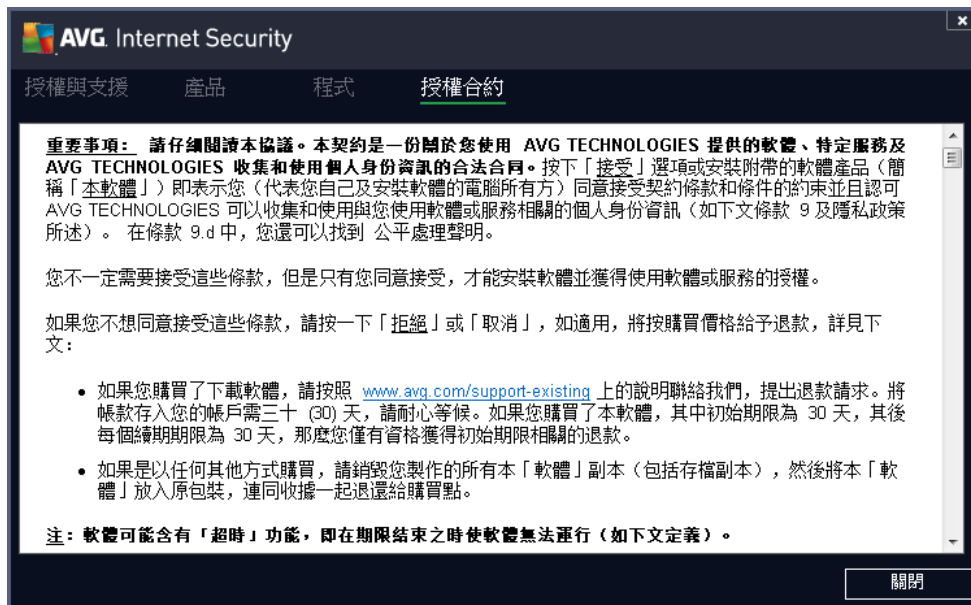 AVG. Internet Security
授權與支援 產品 程式 授權合約
重要事項： 請仔細閱讀本協議。本契約是一份關於您使用 AVG TECHNOLOGIES 提供的軟體、特定服務及
AVG TECHNOLOGIES 收集和使用個人身份資訊的合法合同。按下「接受」選項或安裝附帶的軟體產品（簡
稱「本軟體」）即表示您（代表您自己及安裝軟體的電腦所有方）同意接受契約條款和條件的約束並且認可
AVG TECHNOLOGIES 可以收集和使用與您使用軟體或服務相關的個人身份資訊（如下文條款 9 及隱私政策
所述）。 在條款 9.d 中，您還可以找到 公平處理聲明。
您不一定需要接受這些條款，但是只有您同意接受，才能安裝軟體並獲得使用軟體或服務的授權。
如果您不想同意接受這些條款，請按一下「拒絕」或「取消」，如適用，將按購買價格給予退款，詳見下
文：
• 如果您購買了下載軟體，請按照 www.avg.com/support-existing 上的說明聯絡我們，提出退款請求。將
帳款存入您的帳戶需三十 (30) 天，請耐心等候。如果您購買了本軟體，其中初始期限為 30 天，其後
每個續期期限為 30 天，那麼您僅有資格獲得初始期限相關的退款。
• 如果是以任何其他方式購買，請銷毀您製作的所有本「軟體」副本（包括存檔副本），然後將本「軟
體」放入原包裝，連同收據一起退還給購買點。
注：軟體可能含有「超時」功能，即在期限結束之時使軟體無法運行（如下文定義）。
關閉